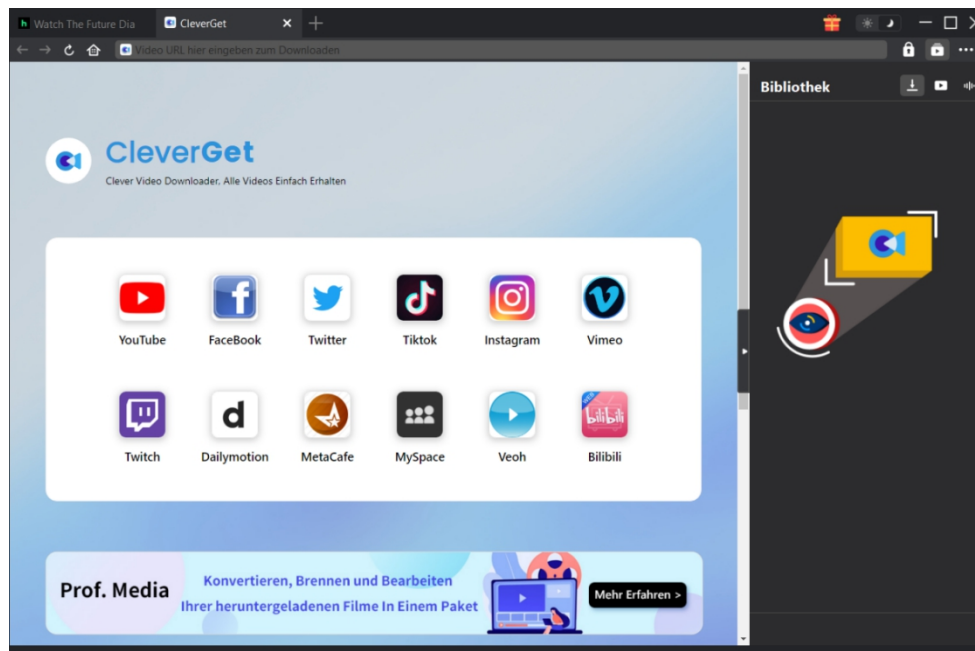 Watch The Future Dia
CleverGet
Video URL hier eingeben zum Downloaden
Bibliothek
CleverGet
Clever Video Downloader. Alle Videos Einfach Erhalten
YouTube FaceBook Twitter Tiktok Instagram Vimeo
Twitch Dailymotion MetaCafe MySpace Veoh Bilibili
Prof. Media
Konvertieren, Brennen und Bearbeiten
Ihrer heruntergeladenen Filme In Einem Paket
Mehr Erfahren >